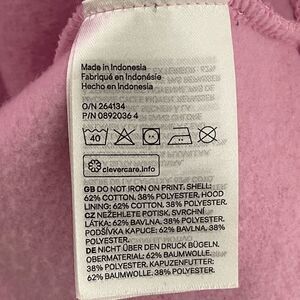 Made in Indonesia
Fabriqué en Indonésie
Hecho en Indonesia
O/N 264134
P/N 0892036 4
40
clevercare.info
GB DO NOT IRON ON PRINT. SHELL:
62% COTTON, 38% POLYESTER. HOOD
LINING: 62% COTTON, 38% POLYESTER.
CZ NEŽEHLETE POTISK. SVRCHNÍ
LÁTKA: 62% BAVLNA, 38% POLYESTER.
PODŠÍVKA KAPUCE: 62% BAVLNA, 38%
POLYESTER.
DE NICHT ÜBER DEN DRUCK BÜGELN.
OBERMATERIAL: 62% BAUMWOLLE,
38% POLYESTER. KAPUZENFUTTER:
62% BAUMWOLLE, 38% POLYESTER.